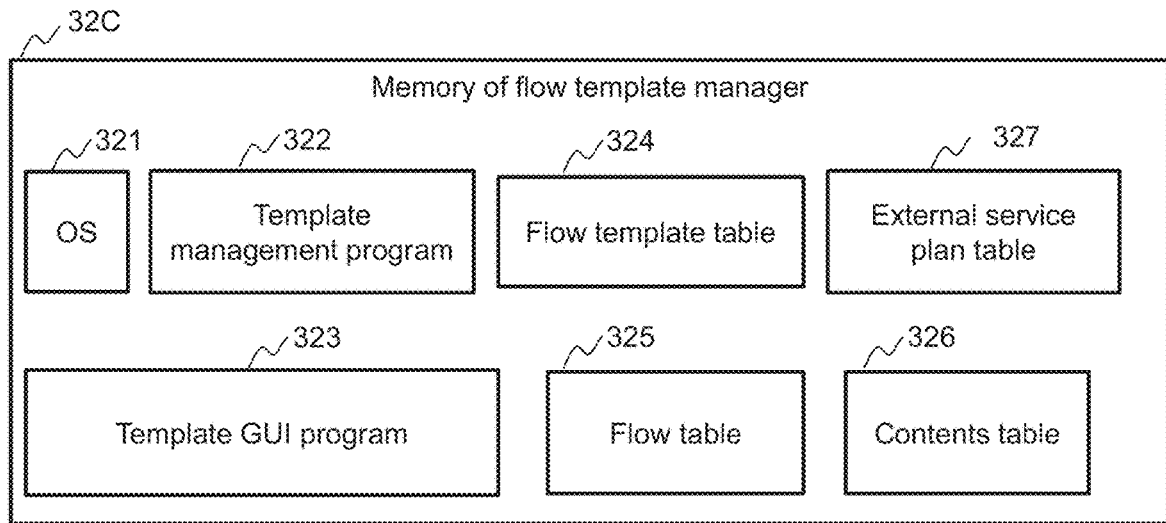 32C
Memory of flow template manager
321
322
324
327
OS
Template
management program
Flow template table
External service
plan table
323
325
326
Template GUI program
Flow table
Contents table